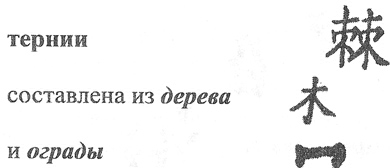 тернии 棘
составлена из дерева 木
и ограды